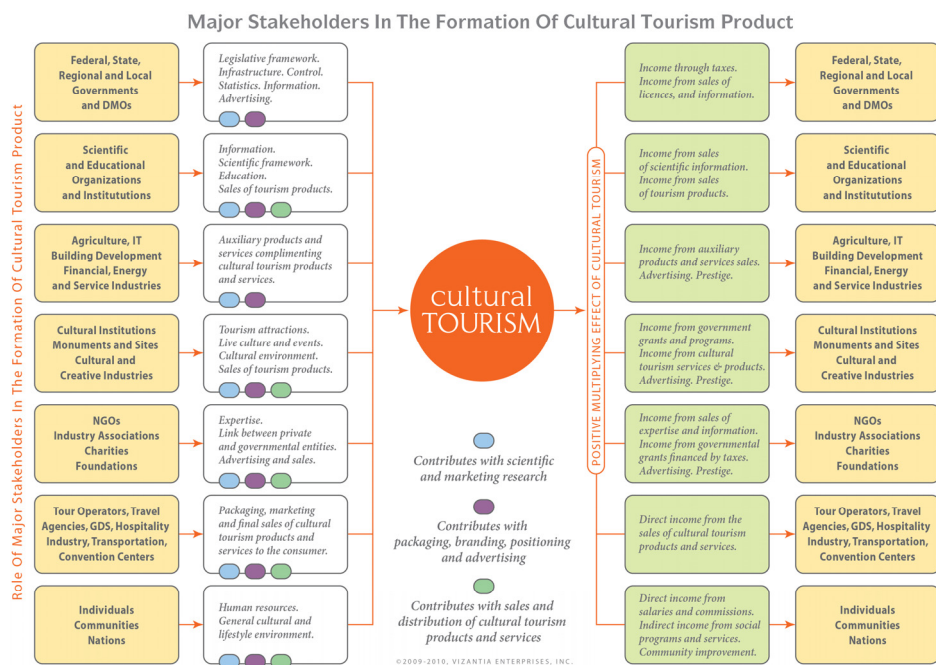 Major Stakeholders In The Formation Of Cultural Tourism Product
Role Of Major Stakeholders In The Formation Of Cultural Tourism Product
Federal, State,
Regional and Local
Governments
and DMOs
Legislative framework.
Infrastructure. Control.
Statistics. Information.
Advertising.
Scientific
and Educational
Organizations
and Institututions
Information.
Scientific framework.
Education.
Sales of tourism products.
Agriculture, IT
Building Development
Financial, Energy
and Service Industries
Auxiliary products and
services complimenting
cultural tourism products
and services.
Cultural Institutions
Monuments and Sites
Cultural and
Creative Industries
Tourism attractions.
Live culture and events.
Cultural environment.
Sales of tourism products.
NGOs
Industry Associations
Charities
Foundations
Expertise.
Link between private
and governmental entities.
Advertising and sales.
Tour Operators, Travel
Agencies, GDS, Hospitality
Industry, Transportation,
Convention Centers
Packaging, marketing
and final sales of cultural
tourism products and
services to the consumer.
Individuals
Communities
Nations
Human resources.
General cultural and
lifestyle environment.
cultural
TOURISM
Contributes with scientific
and marketing research
Contributes with
packaging, branding, positioning
and advertising
Contributes with sales and
distribution of cultural tourism
products and services
©2009-2010, VIZANTIA ENTERPRISES, INC.
POSITIVE MULTIPLYING EFFECT OF CULTURAL TOURISM
Income through taxes.
Income from sales of
licences, and information.
Federal, State,
Regional and Local
Governments
and DMOs
Income from sales
of scientific information.
Income from sales
of tourism products.
Scientific
and Educational
Organizations
and Institututions
Income from auxiliary
products and services sales.
Advertising. Prestige.
Agriculture, IT
Building Development
Financial, Energy
and Service Industries
Income from government
grants and programs.
Income from cultural
tourism services & products.
Advertising. Prestige.
Cultural Institutions
Monuments and Sites
Cultural and
Creative Industries
Income from sales of
expertise and information.
Income from governmental
grants financed by taxes.
Advertising. Prestige.
NGOs
Industry Associations
Charities
Foundations
Direct income from the
sales of cultural tourism
products and services.
Tour Operators, Travel
Agencies, GDS, Hospitality
Industry, Transportation,
Convention Centers
Direct income from
salaries and commissions.
Indirect income from social
programs and services.
Community improvement.
Individuals
Communities
Nations